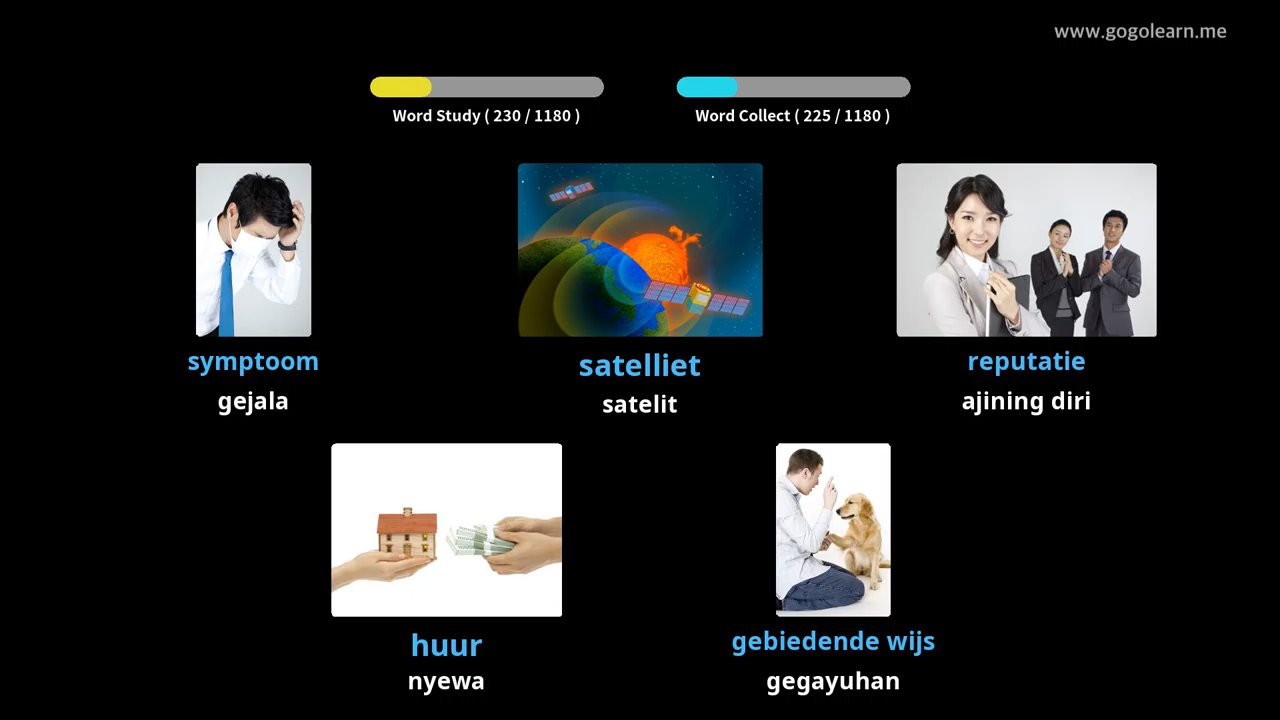 www.gogolearn.me
Word Study ( 230 / 1180 )
Word Collect ( 225 / 1180 )
symptoom
gejala
satelliet
satelit
reputatie
ajining diri
huur
nyewa
gebiedende wijs
gegayuhan